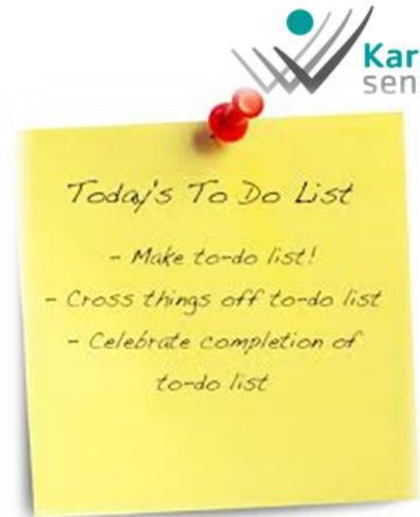 Kar
sen
Today's To Do List
- Make to-do list!
- Cross things off to-do list
- Celebrate completion of
to-do list